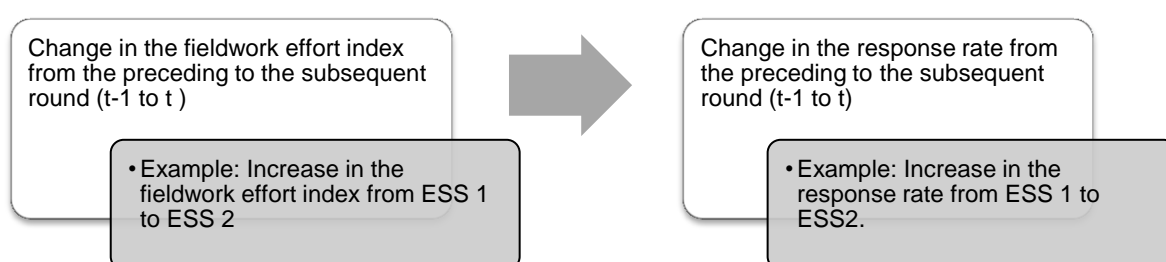 Change in the fieldwork effort index
from the preceding to the subsequent
round (t-1 to t )
•Example: Increase in the
fieldwork effort index from ESS 1
to ESS 2
Change in the response rate from
the preceding to the subsequent
round (t-1 to t)
•Example: Increase in the
response rate from ESS 1 to
ESS2.